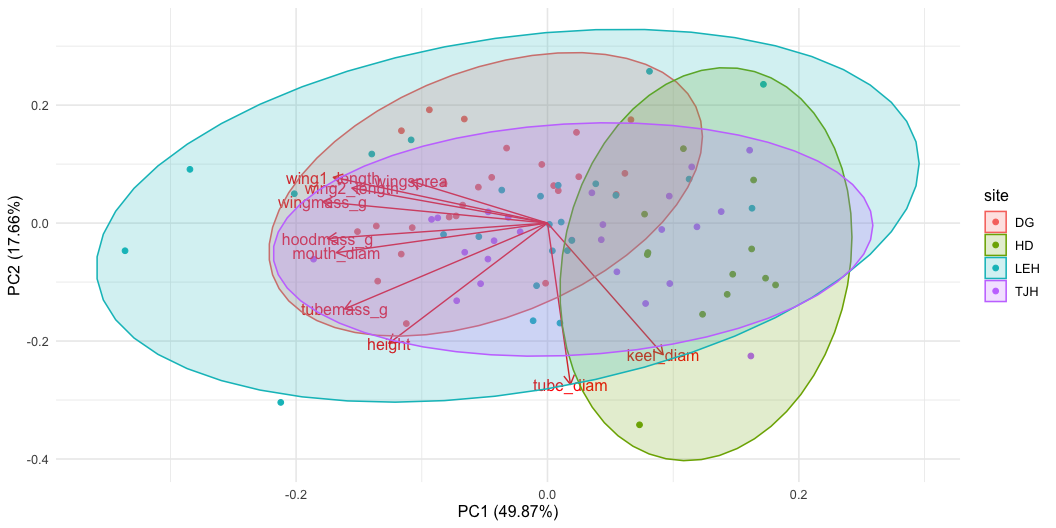 0.2
0.0
-0.2
-0.4
PC2 (17.66%)
wing1_length
wingsprea
wing2_length
wingmass_g
hoodmass_g
mouth_diam
tubemass_g
height
keel_diam
tube_diam
-0.2
0.0
0.2
PC1 (49.87%)
site
DG
HD
LEH
TJH